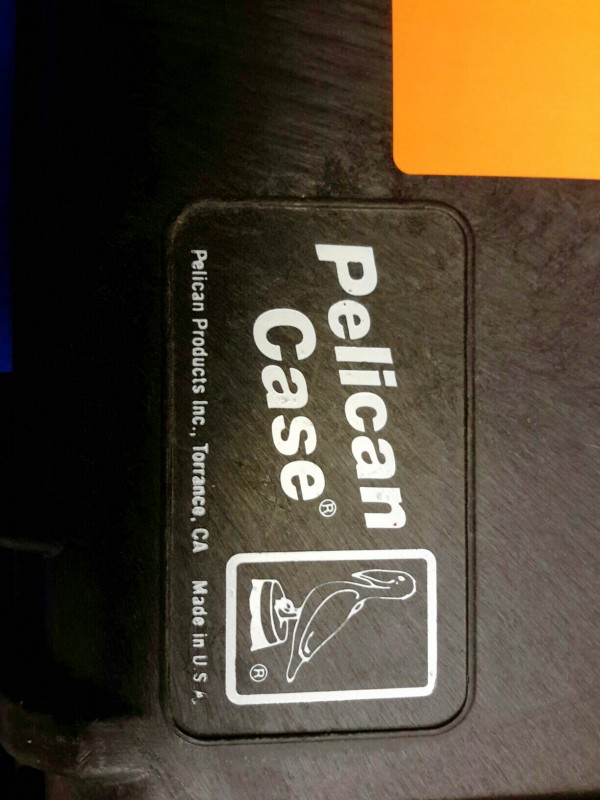 Pelican
Case®
®
Pelican Products Inc., Torrance, CA Made in U.S.A.